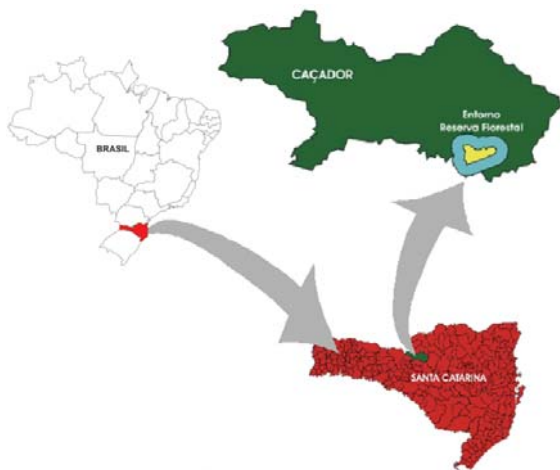 BRASIL
CAÇADOR
Entorno
Reserva Florestal
SANTA CATARINA